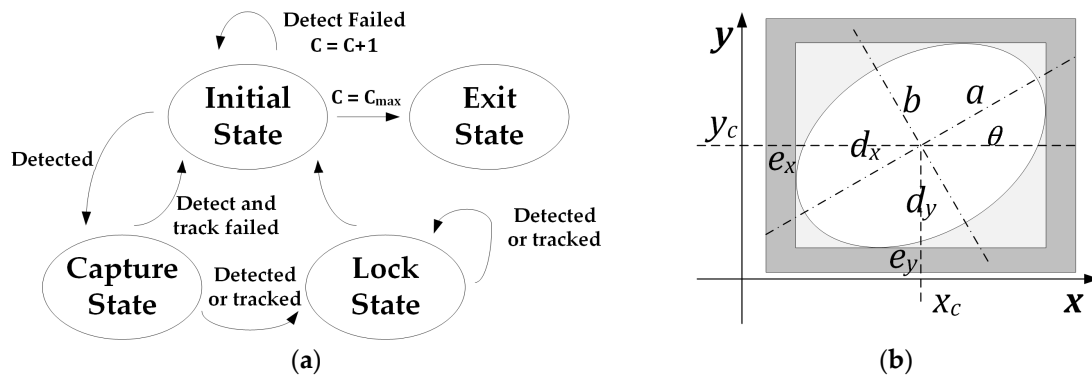 Detect Failed
C = C+1
Initial
State
C = Cmax
Exit
State
Detected
Detect and
track failed
Detected
or tracked
Capture
State
Detected
or tracked
Lock
State
(a)
y
b
a
yc
θ
ex
dx
dy
ey
xc
x
(b)